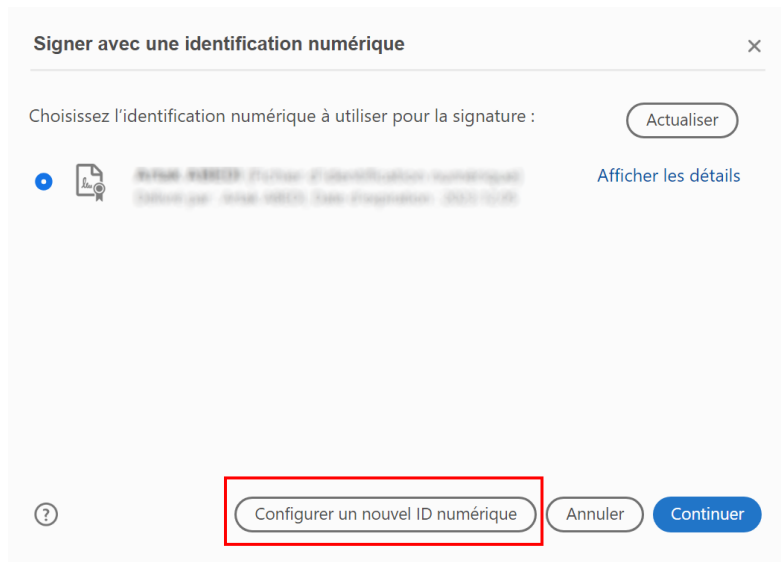 Signer avec une identification numérique
Choisissez l'identification numérique à utiliser pour la signature :
Actualiser
Afficher les détails
?
Configurer un nouvel ID numérique
Annuler
Continuer